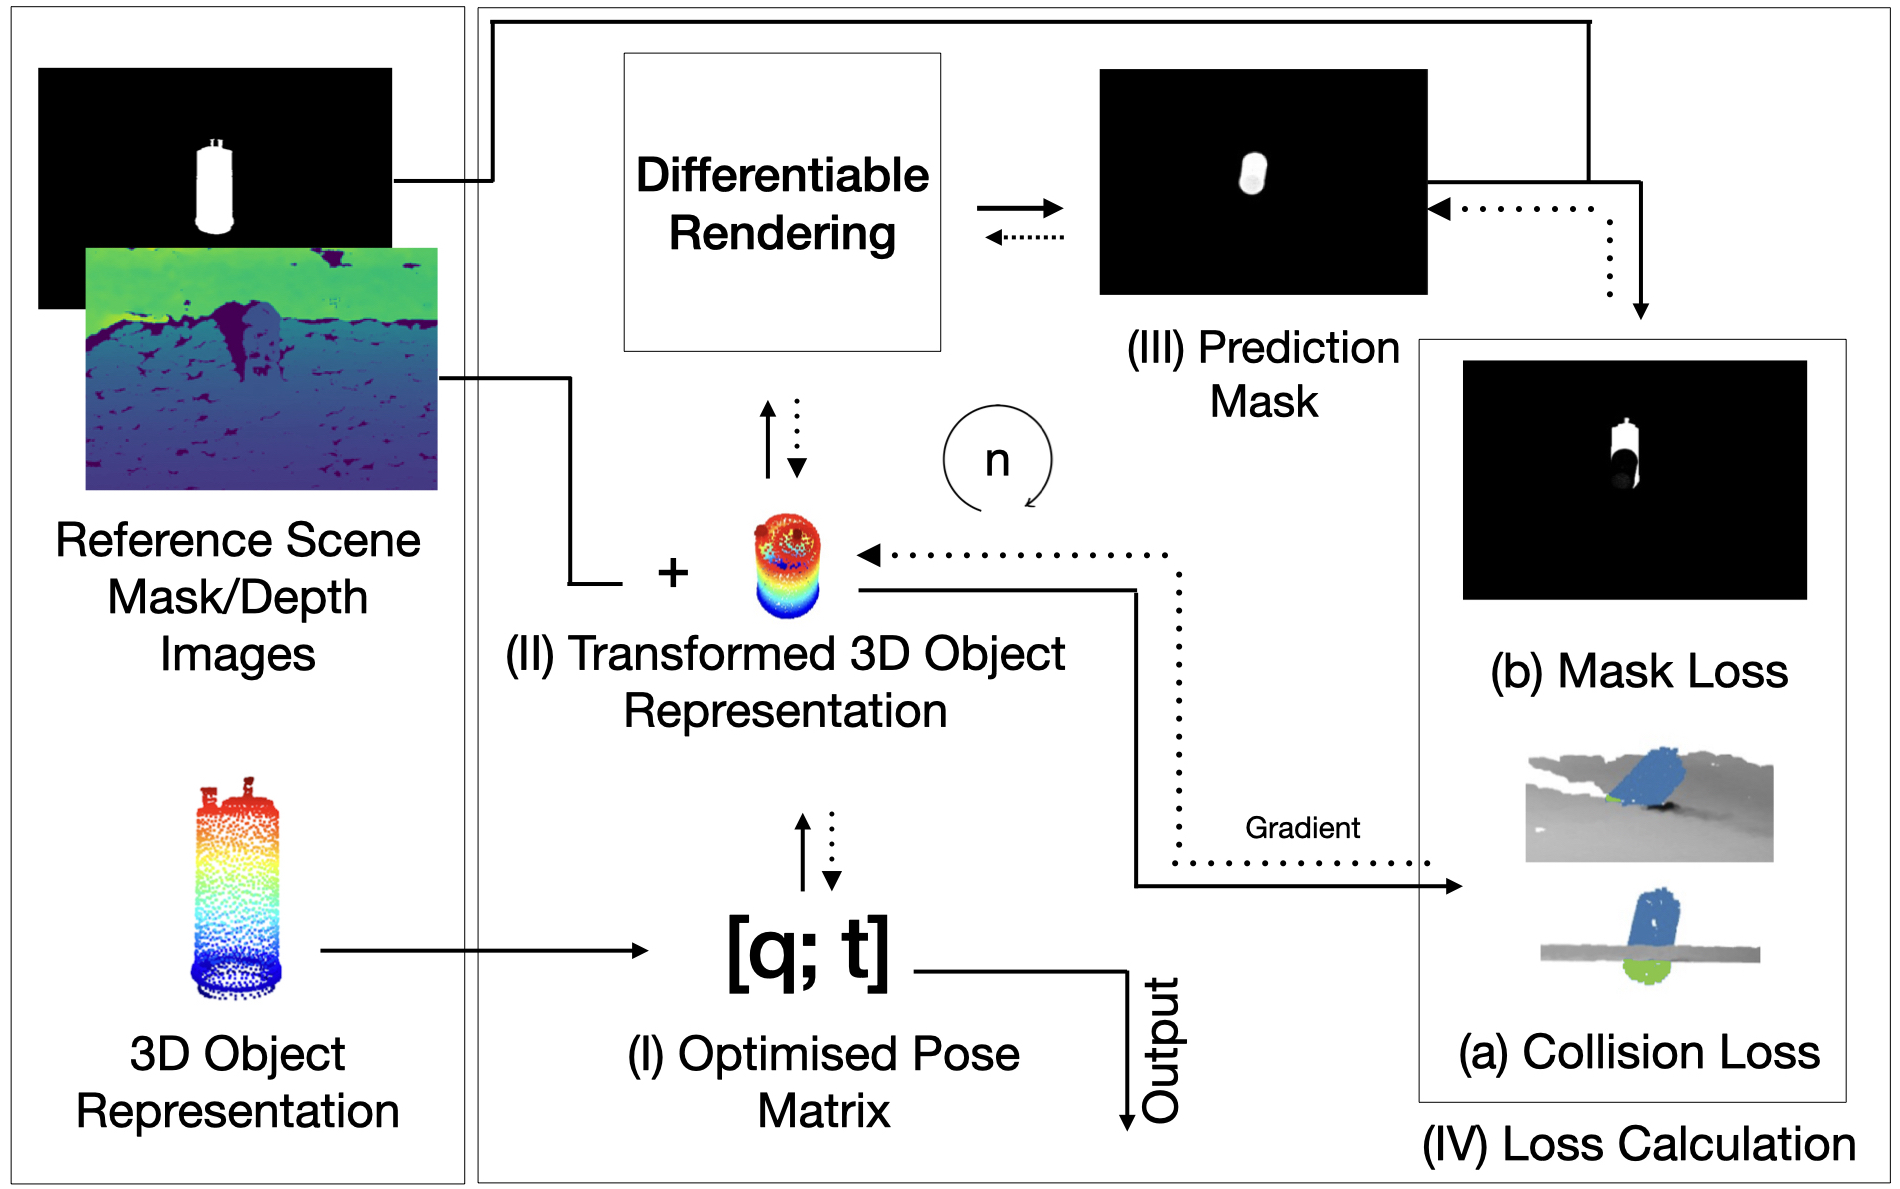 Reference Scene
Mask/Depth
Images
3D Object
Representation
Differentiable
Rendering
(III) Prediction
Mask
n
+
(II) Transformed 3D Object
Representation
[q; t]
(I) Optimised Pose
Matrix
Output
Gradient
(b) Mask Loss
(a) Collision Loss
(IV) Loss Calculation